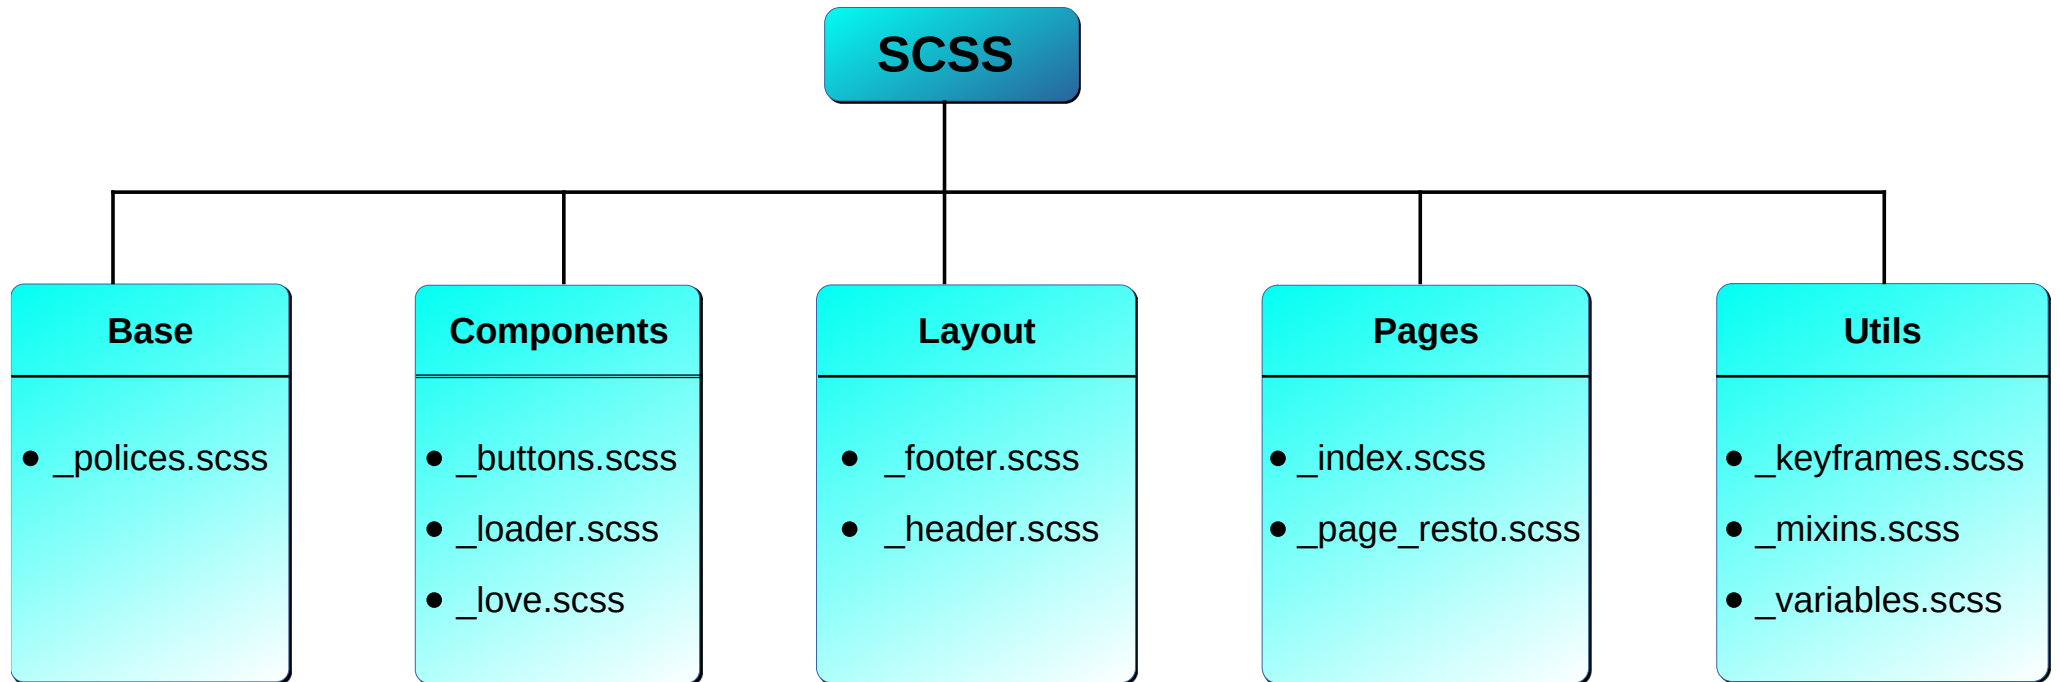 SCSS
Base
_polices.scss
Components
_buttons.scss
_loader.scss
_love.scss
Layout
_footer.scss
_header.scss
Pages
_index.scss
_page_resto.scss
Utils
_keyframes.scss
_mixins.scss
_variables.scss